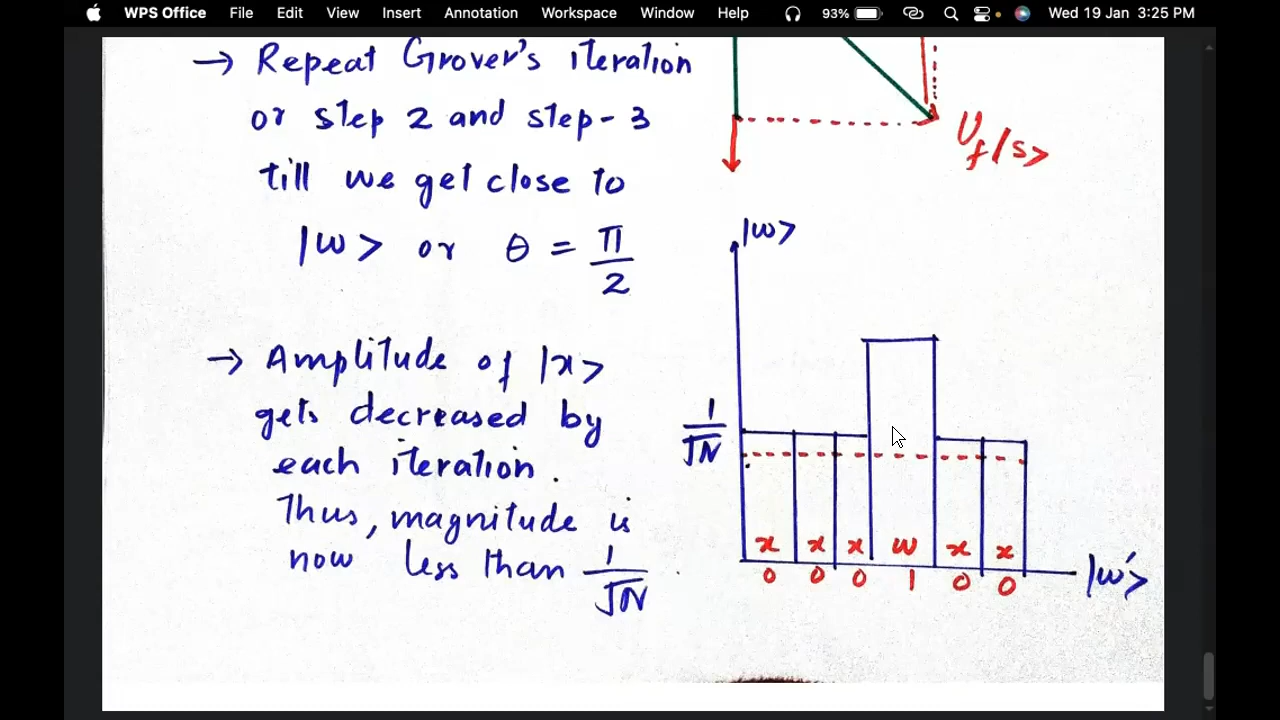 WPS Office File Edit View Insert Annotation Workspace Window Help 93% Wed 19 Jan 3:25 PM
→ Repeat Grover's iteration
or step 2 and step-3
till we get close to
|w> or θ = π/2
U_f|s>
→ Amplitude of |x>
gets decreased by
each iteration.
Thus, magnitude is
now less than 1/√N.
|w>
1/√N
x x x w x x
0 0 0 1 0 0
|w'>